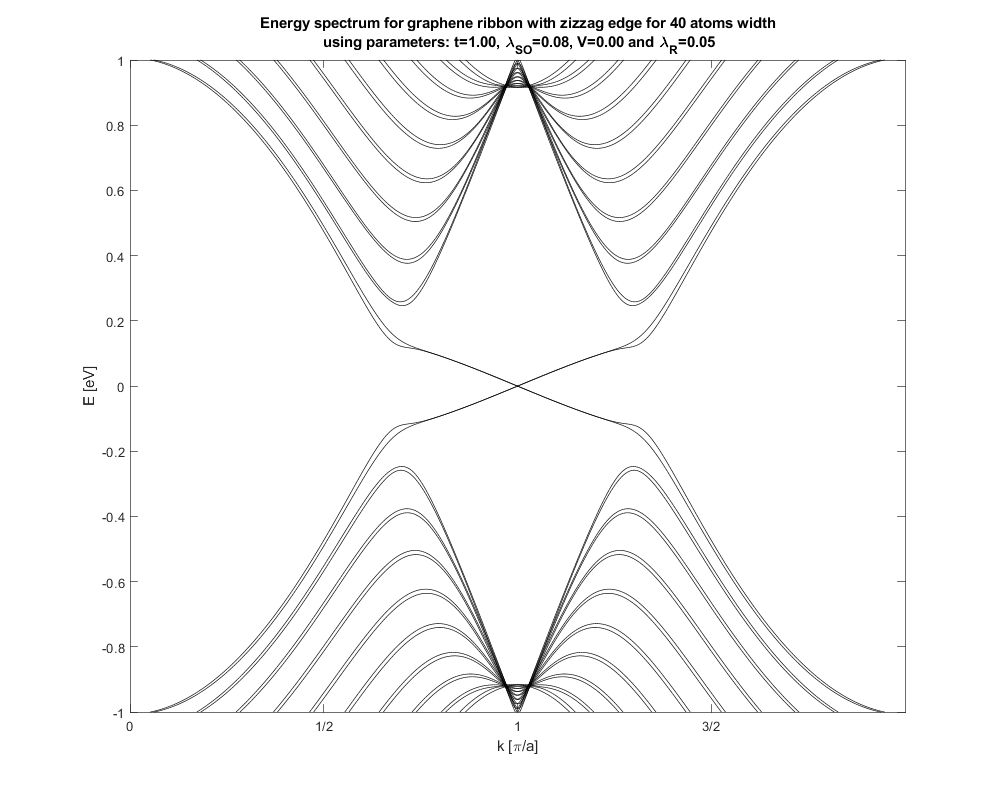 Energy spectrum for graphene ribbon with zizzag edge for 40 atoms width
using parameters: t=1.00, λSO=0.08, V=0.00 and λR=0.05
1
0.8
0.6
0.4
0.2
0
-0.2
-0.4
-0.6
-0.8
-1
E [eV]
0 1/2 1 3/2
k [π/a]